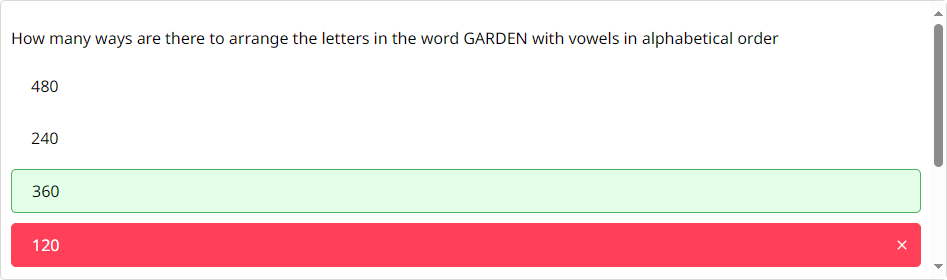 How many ways are there to arrange the letters in the word GARDEN with vowels in alphabetical order
480
240
360
120